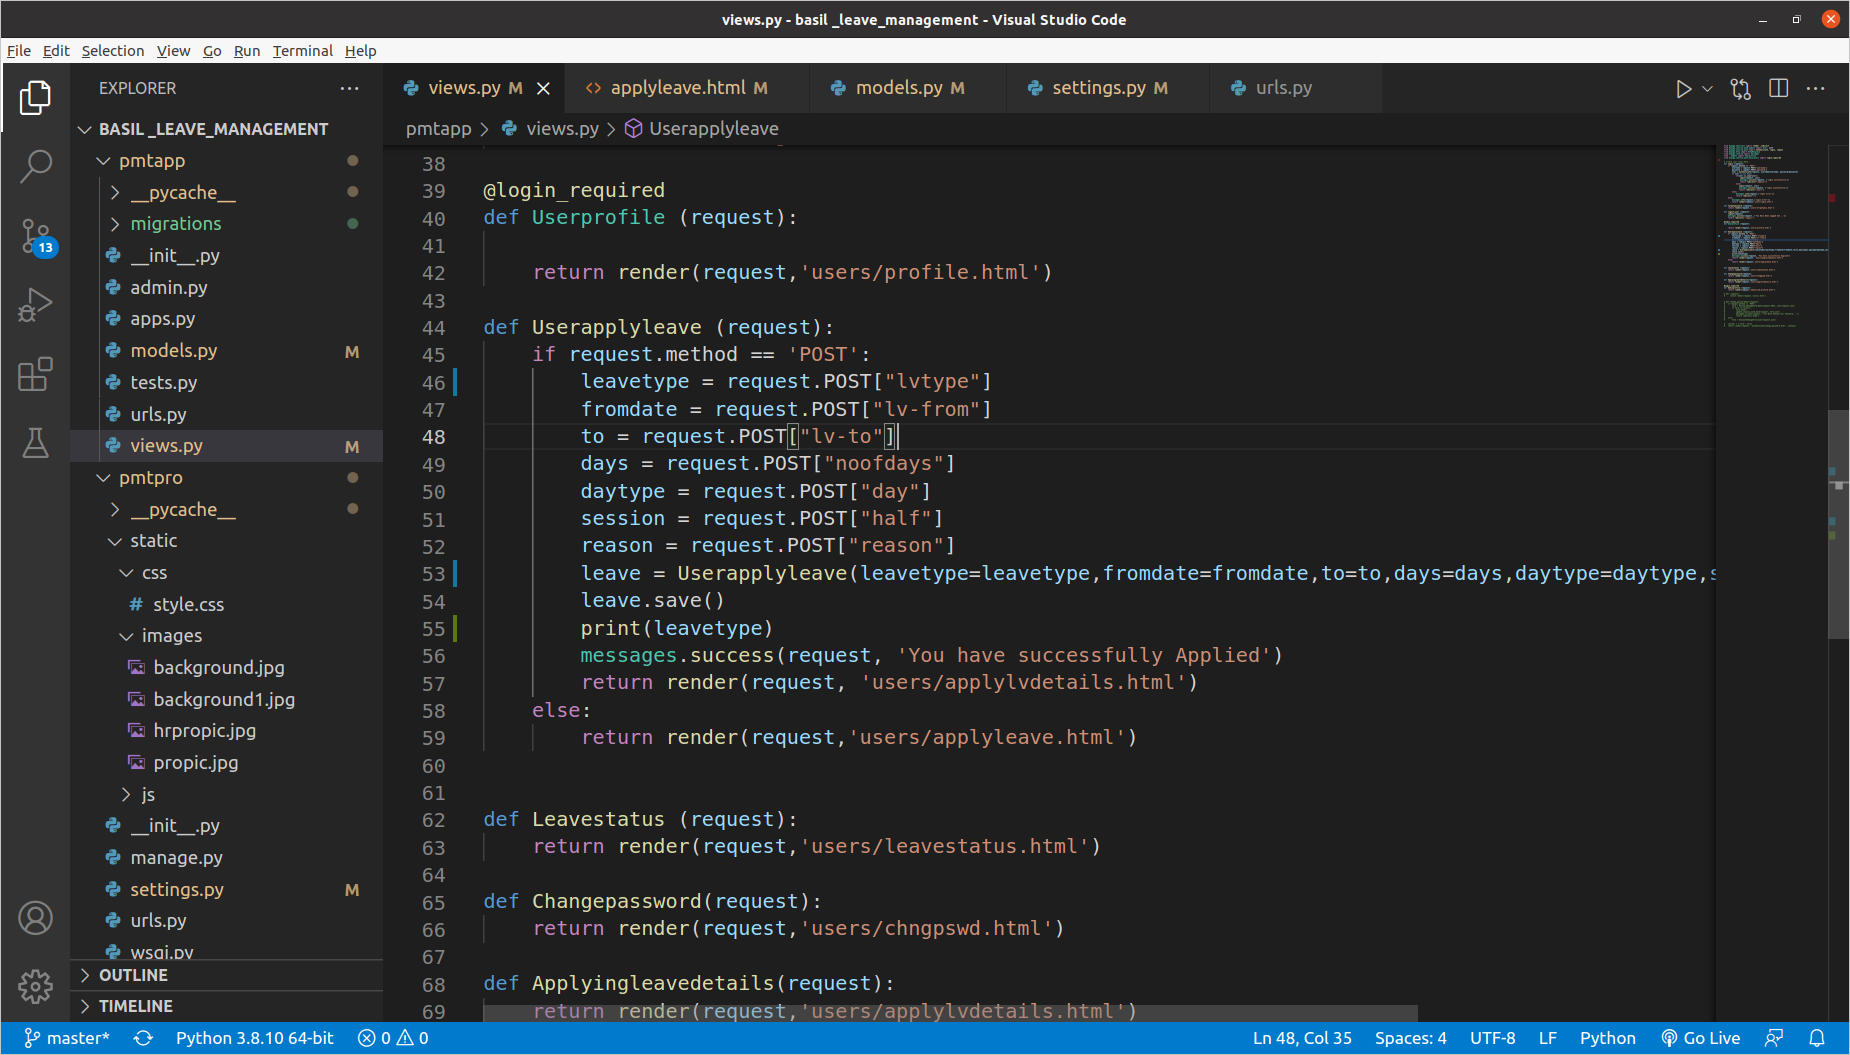 views.py - basil _leave_management - Visual Studio Code
File Edit Selection View Go Run Terminal Help
EXPLORER
BASIL _LEAVE_MANAGEMENT
pmtapp
__pycache__
migrations
__init__.py
admin.py
apps.py
models.py M
tests.py
urls.py
views.py M
pmtpro
__pycache__
static
css
# style.css
images
background.jpg
background1.jpg
hrpropic.jpg
propic.jpg
js
__init__.py
manage.py
settings.py M
urls.py
wsgi.py
OUTLINE
TIMELINE
13
views.py M applyleave.html M models.py M settings.py M urls.py
pmtapp > views.py > Userapplyleave
38
39 @login_required
40 def Userprofile (request):
41
42     return render(request,'users/profile.html')
43
44 def Userapplyleave (request):
45     if request.method == 'POST':
46         leavetype = request.POST["lvtype"]
47         fromdate = request.POST["lv-from"]
48         to = request.POST["lv-to"]
49         days = request.POST["noofdays"]
50         daytype = request.POST["day"]
51         session = request.POST["half"]
52         reason = request.POST["reason"]
53         leave = Userapplyleave(leavetype=leavetype,fromdate=fromdate,to=to,days=days,daytype=daytype,s
54         leave.save()
55         print(leavetype)
56         messages.success(request, 'You have successfully Applied')
57         return render(request, 'users/applylvdetails.html')
58     else:
59         return render(request,'users/applyleave.html')
60
61
62 def Leavestatus (request):
63     return render(request,'users/leavestatus.html')
64
65 def Changepassword(request):
66     return render(request,'users/chngpswd.html')
67
68 def Applyingleavedetails(request):
69     return render(request,'users/applylvdetails.html')
master* Python 3.8.10 64-bit 0 0 Ln 48, Col 35 Spaces: 4 UTF-8 LF Python Go Live